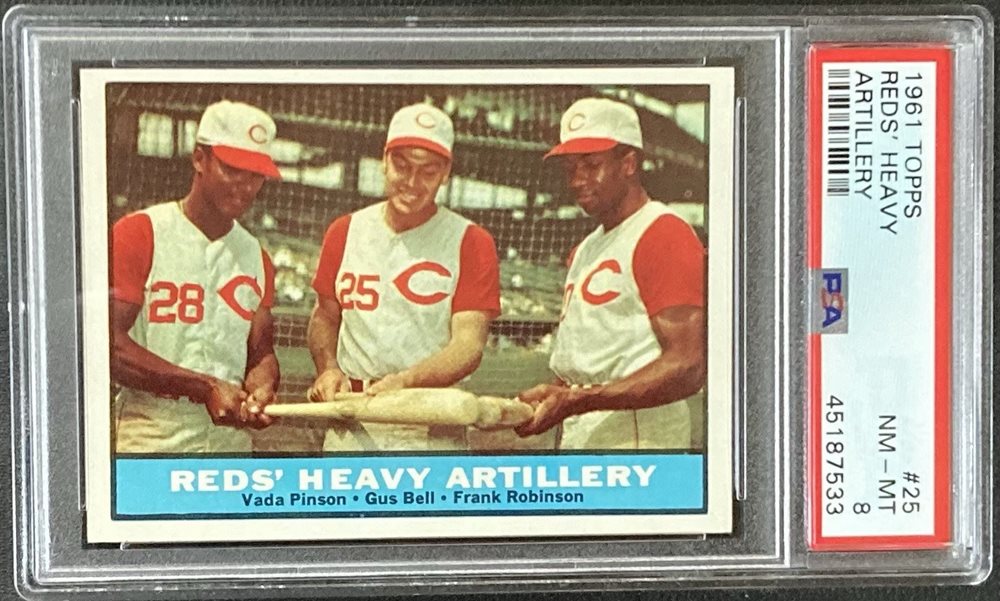 C
C
C
28 C
25 C
C
REDS' HEAVY ARTILLERY
Vada Pinson • Gus Bell • Frank Robinson
1961 TOPPS #25
REDS' HEAVY NM - MT
ARTILLERY 8
PSA 45187533